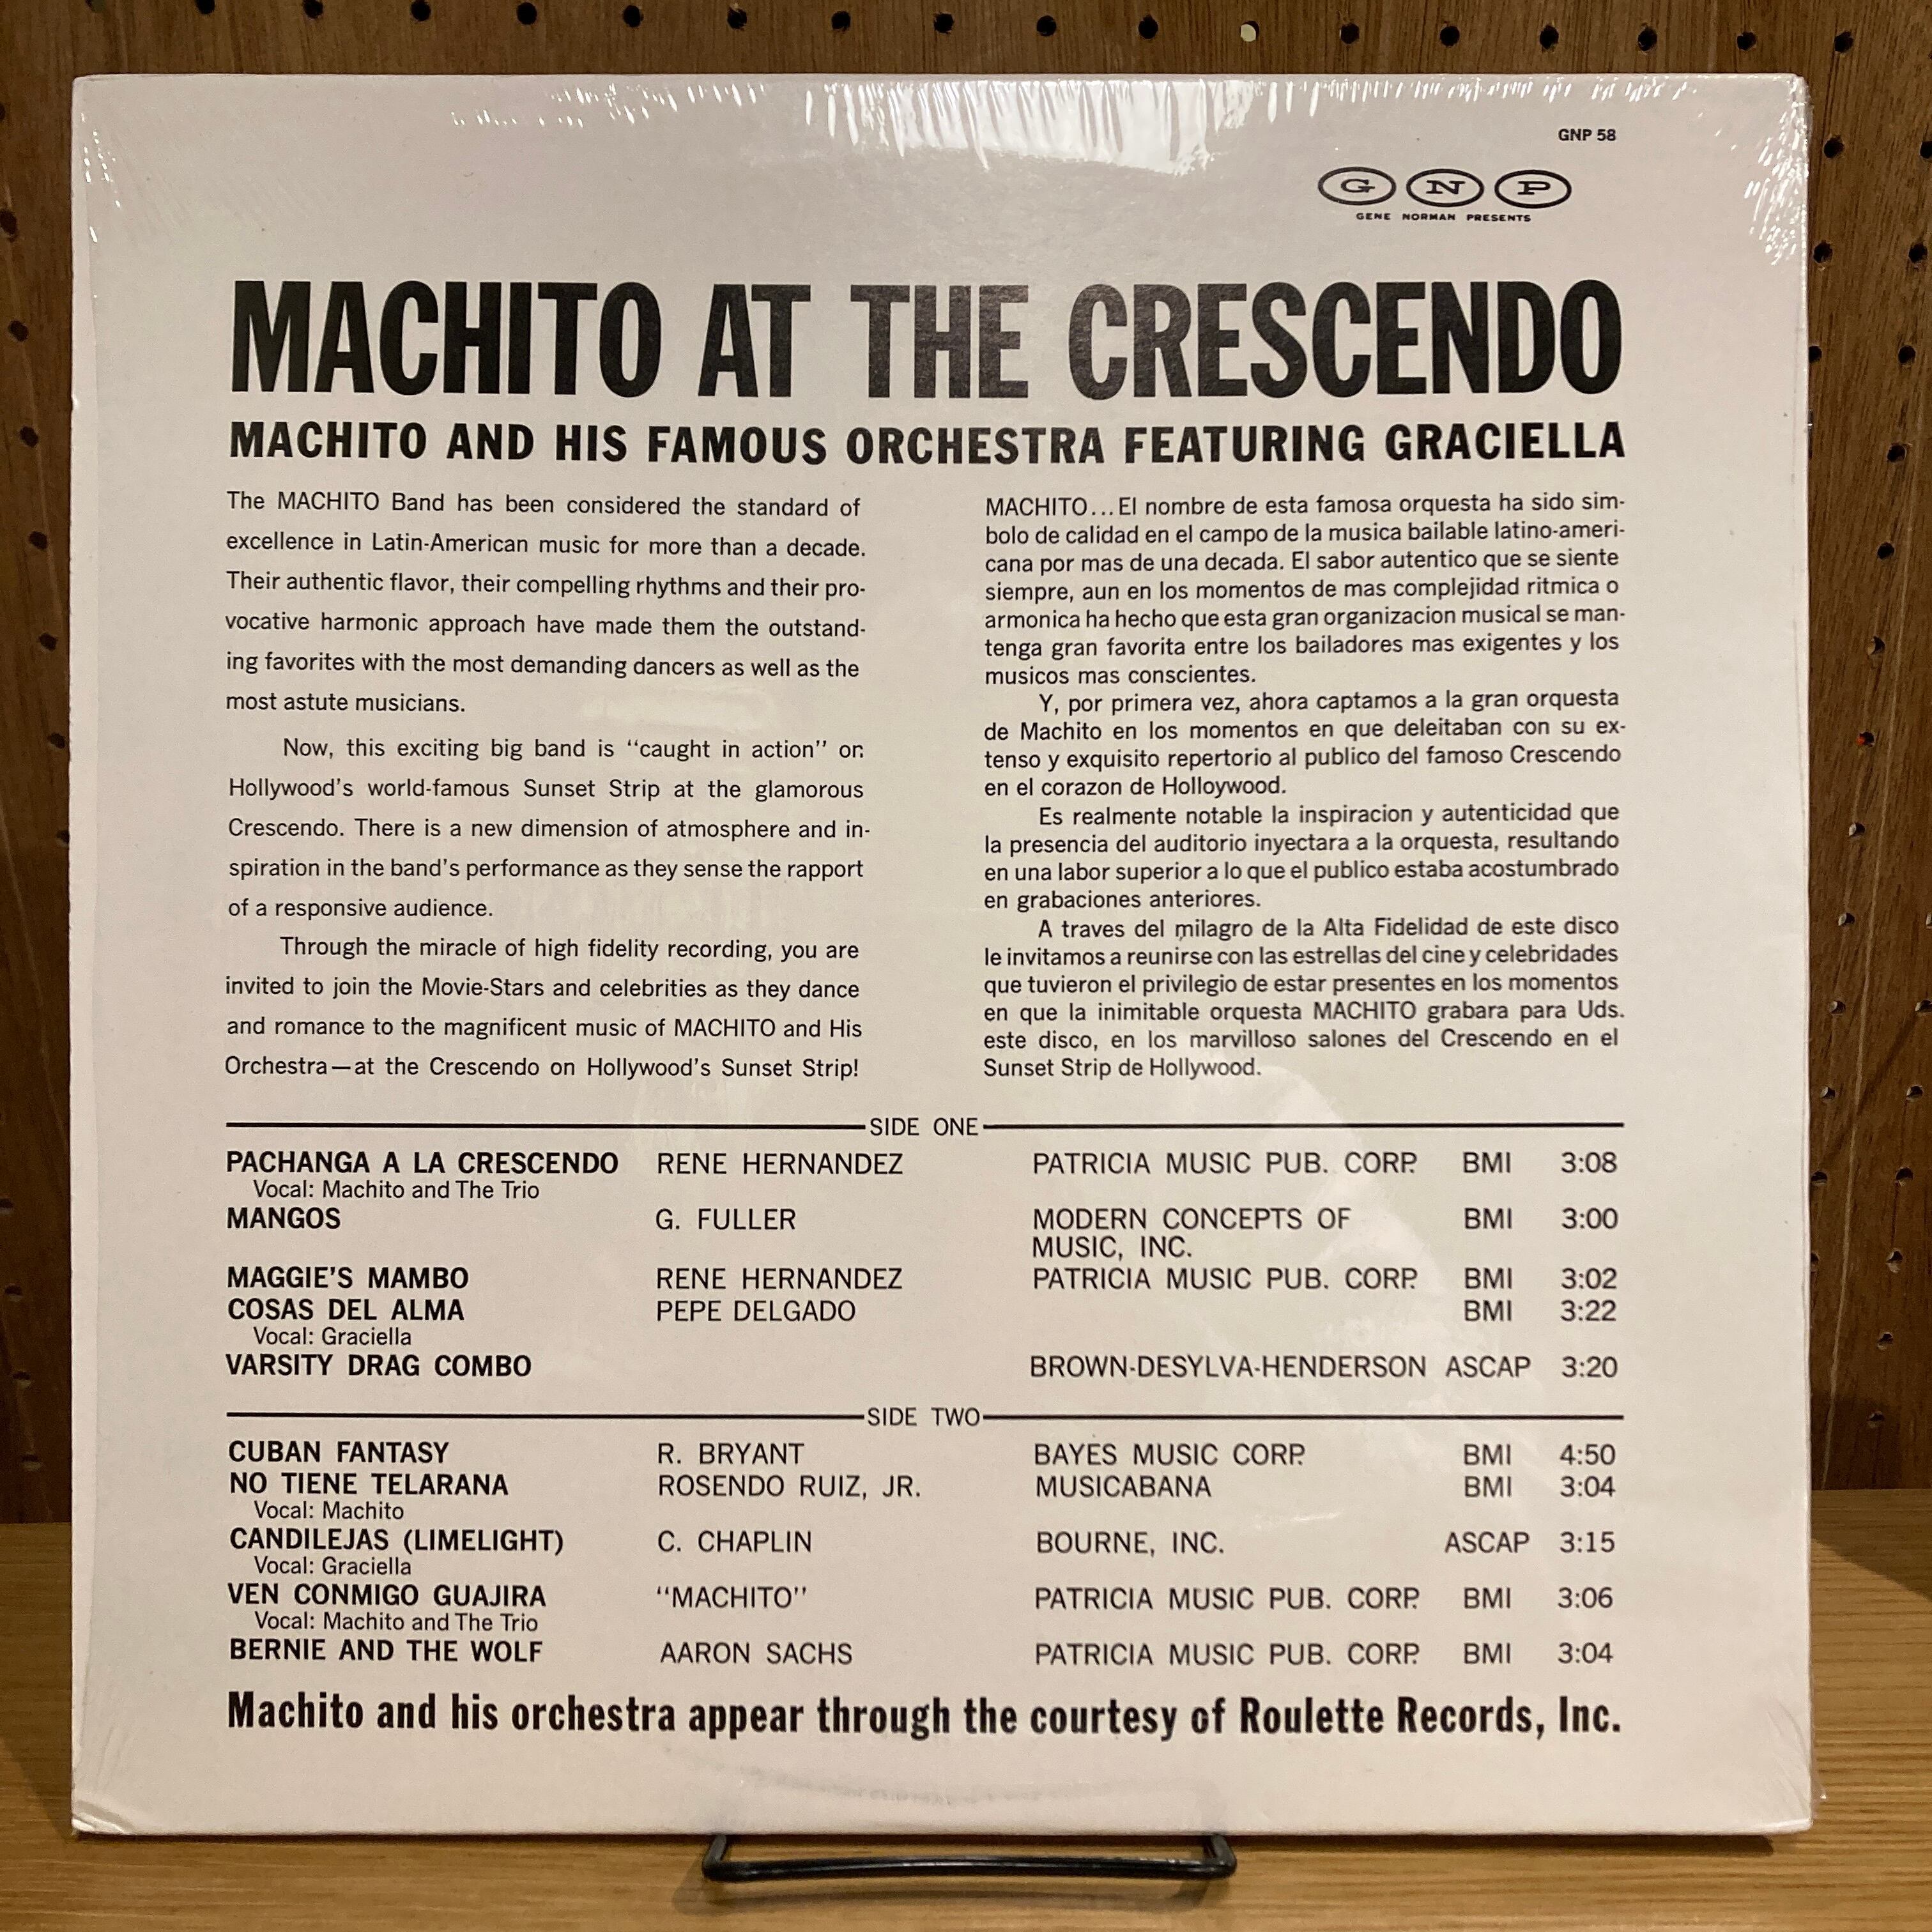 GNP 58
G N P
GENE NORMAN PRESENTS
MACHITO AT THE CRESCENDO
MACHITO AND HIS FAMOUS ORCHESTRA FEATURING GRACIELLA
The MACHITO Band has been considered the standard of
excellence in Latin-American music for more than a decade.
Their authentic flavor, their compelling rhythms and their pro-
vocative harmonic approach have made them the outstand-
ing favorites with the most demanding dancers as well as the
most astute musicians.
Now, this exciting big band is “caught in action” on
Hollywood’s world-famous Sunset Strip at the glamorous
Crescendo. There is a new dimension of atmosphere and in-
spiration in the band’s performance as they sense the rapport
of a responsive audience.
Through the miracle of high fidelity recording, you are
invited to join the Movie-Stars and celebrities as they dance
and romance to the magnificent music of MACHITO and His
Orchestra—at the Crescendo on Hollywood’s Sunset Strip!
MACHITO...El nombre de esta famosa orquesta ha sido sim-
bolo de calidad en el campo de la musica bailable latino-ameri-
cana por mas de una decada. El sabor autentico que se siente
siempre, aun en los momentos de mas complejidad ritmica o
armonica ha hecho que esta gran organizacion musical se man-
tenga gran favorita entre los bailadores mas exigentes y los
musicos mas conscientes.
Y, por primera vez, ahora captamos a la gran orquesta
de Machito en los momentos en que deleitaban con su ex-
tenso y exquisito repertorio al publico del famoso Crescendo
en el corazon de Holloywood.
Es realmente notable la inspiracion y autenticidad que
la presencia del auditorio inyectara a la orquesta, resultando
en una labor superior a lo que el publico estaba acostumbrado
en grabaciones anteriores.
A traves del milagro de la Alta Fidelidad de este disco
le invitamos a reunirse con las estrellas del cine y celebridades
que tuvieron el privilegio de estar presentes en los momentos
en que la inimitable orquesta MACHITO grabara para Uds.
este disco, en los marvilloso salones del Crescendo en el
Sunset Strip de Hollywood.
SIDE ONE
PACHANGA A LA CRESCENDO RENE HERNANDEZ PATRICIA MUSIC PUB. CORP. BMI 3:08
Vocal: Machito and The Trio
MANGOS G. FULLER MODERN CONCEPTS OF BMI 3:00
MUSIC, INC.
MAGGIE’S MAMBO RENE HERNANDEZ PATRICIA MUSIC PUB. CORP. BMI 3:02
COSAS DEL ALMA PEPE DELGADO BMI 3:22
Vocal: Graciella
VARSITY DRAG COMBO BROWN-DESYLVA-HENDERSON ASCAP 3:20
SIDE TWO
CUBAN FANTASY R. BRYANT BAYES MUSIC CORP. BMI 4:50
NO TIENE TELARANA ROSENDO RUIZ, JR. MUSICABANA BMI 3:04
Vocal: Machito
CANDILEJAS (LIMELIGHT) C. CHAPLIN BOURNE, INC. ASCAP 3:15
Vocal: Graciella
VEN CONMIGO GUAJIRA “MACHITO” PATRICIA MUSIC PUB. CORP. BMI 3:06
Vocal: Machito and The Trio
BERNIE AND THE WOLF AARON SACHS PATRICIA MUSIC PUB. CORP. BMI 3:04
Machito and his orchestra appear through the courtesy of Roulette Records, Inc.